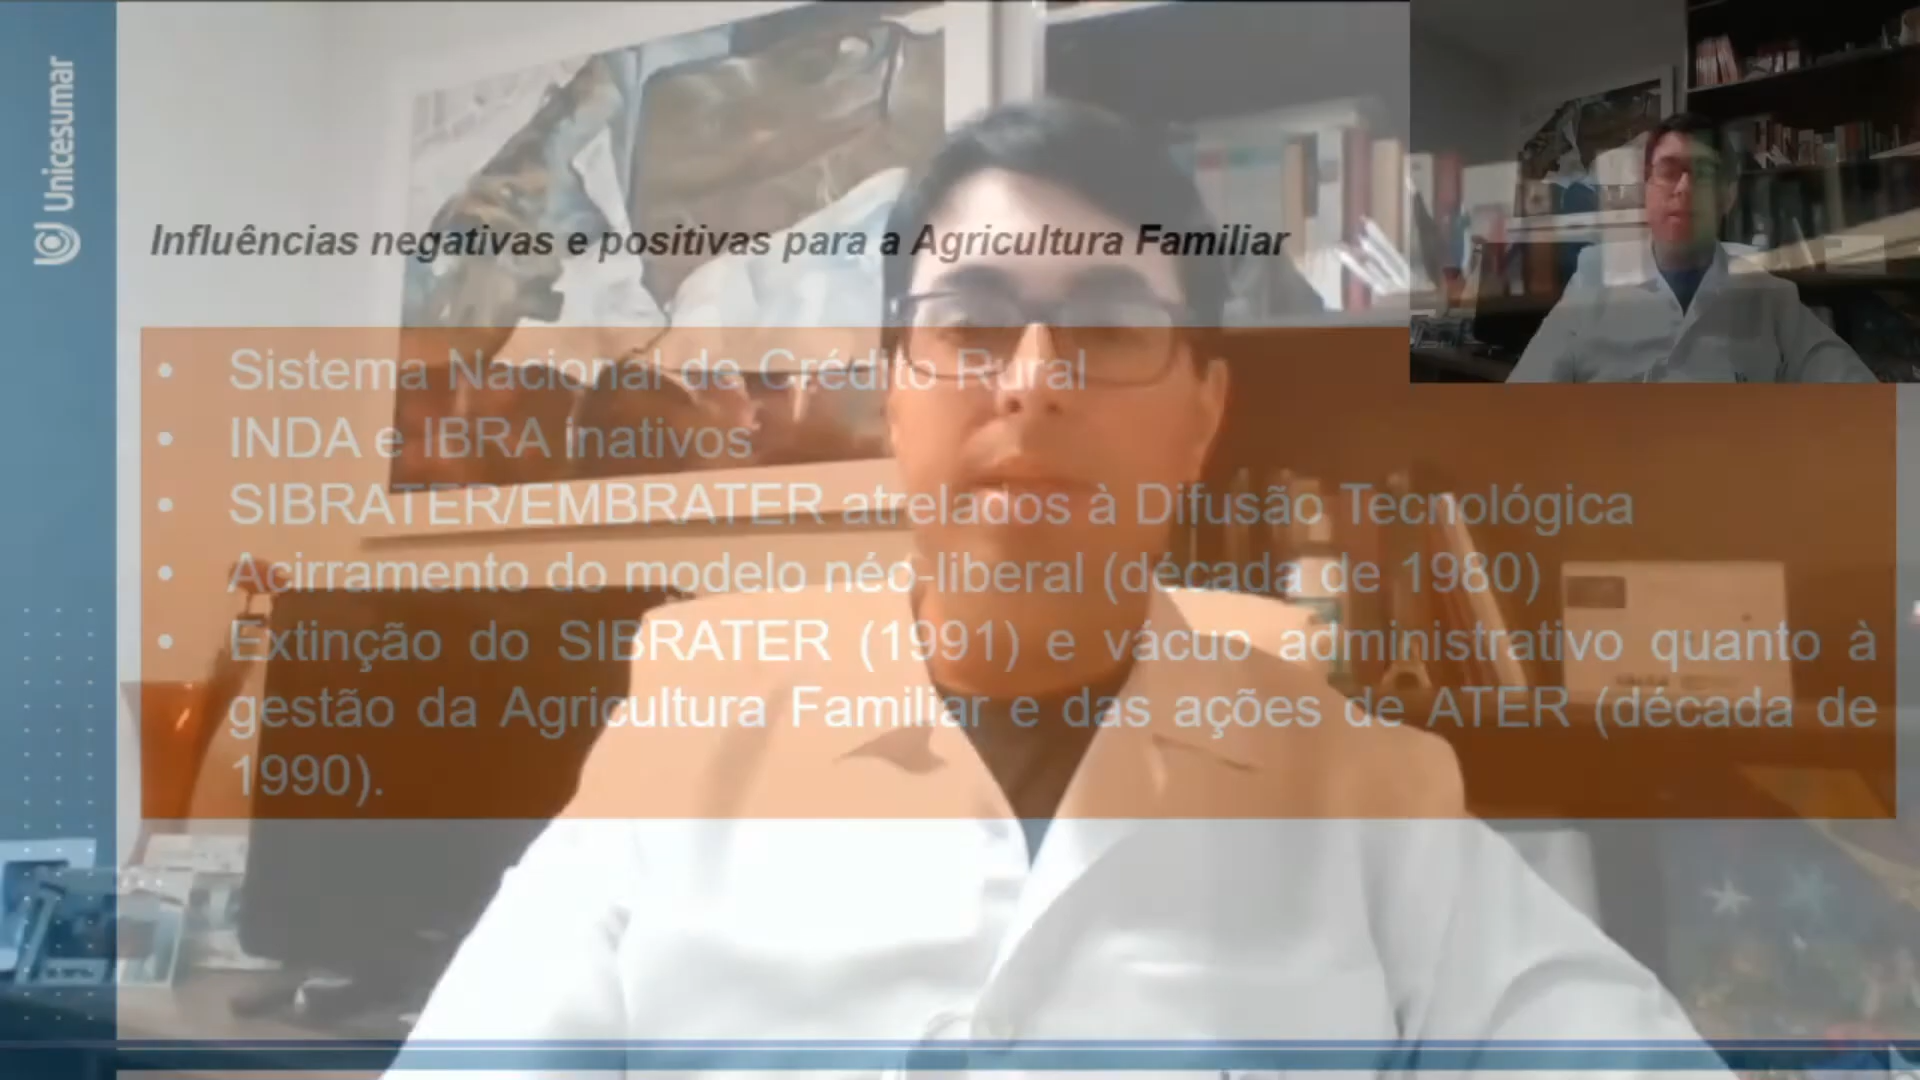 Unicesumar
Influências negativas e positivas para a Agricultura Familiar
• Sistema Nacional de Crédito Rural
• INDA e IBRA inativos
• SIBRATER/EMBRATER atrelados à Difusão Tecnológica
• Acirramento do modelo néo-liberal (década de 1980)
• Extinção do SIBRATER (1991) e vácuo administrativo quanto à
gestão da Agricultura Familiar e das ações de ATER (década de
1990).